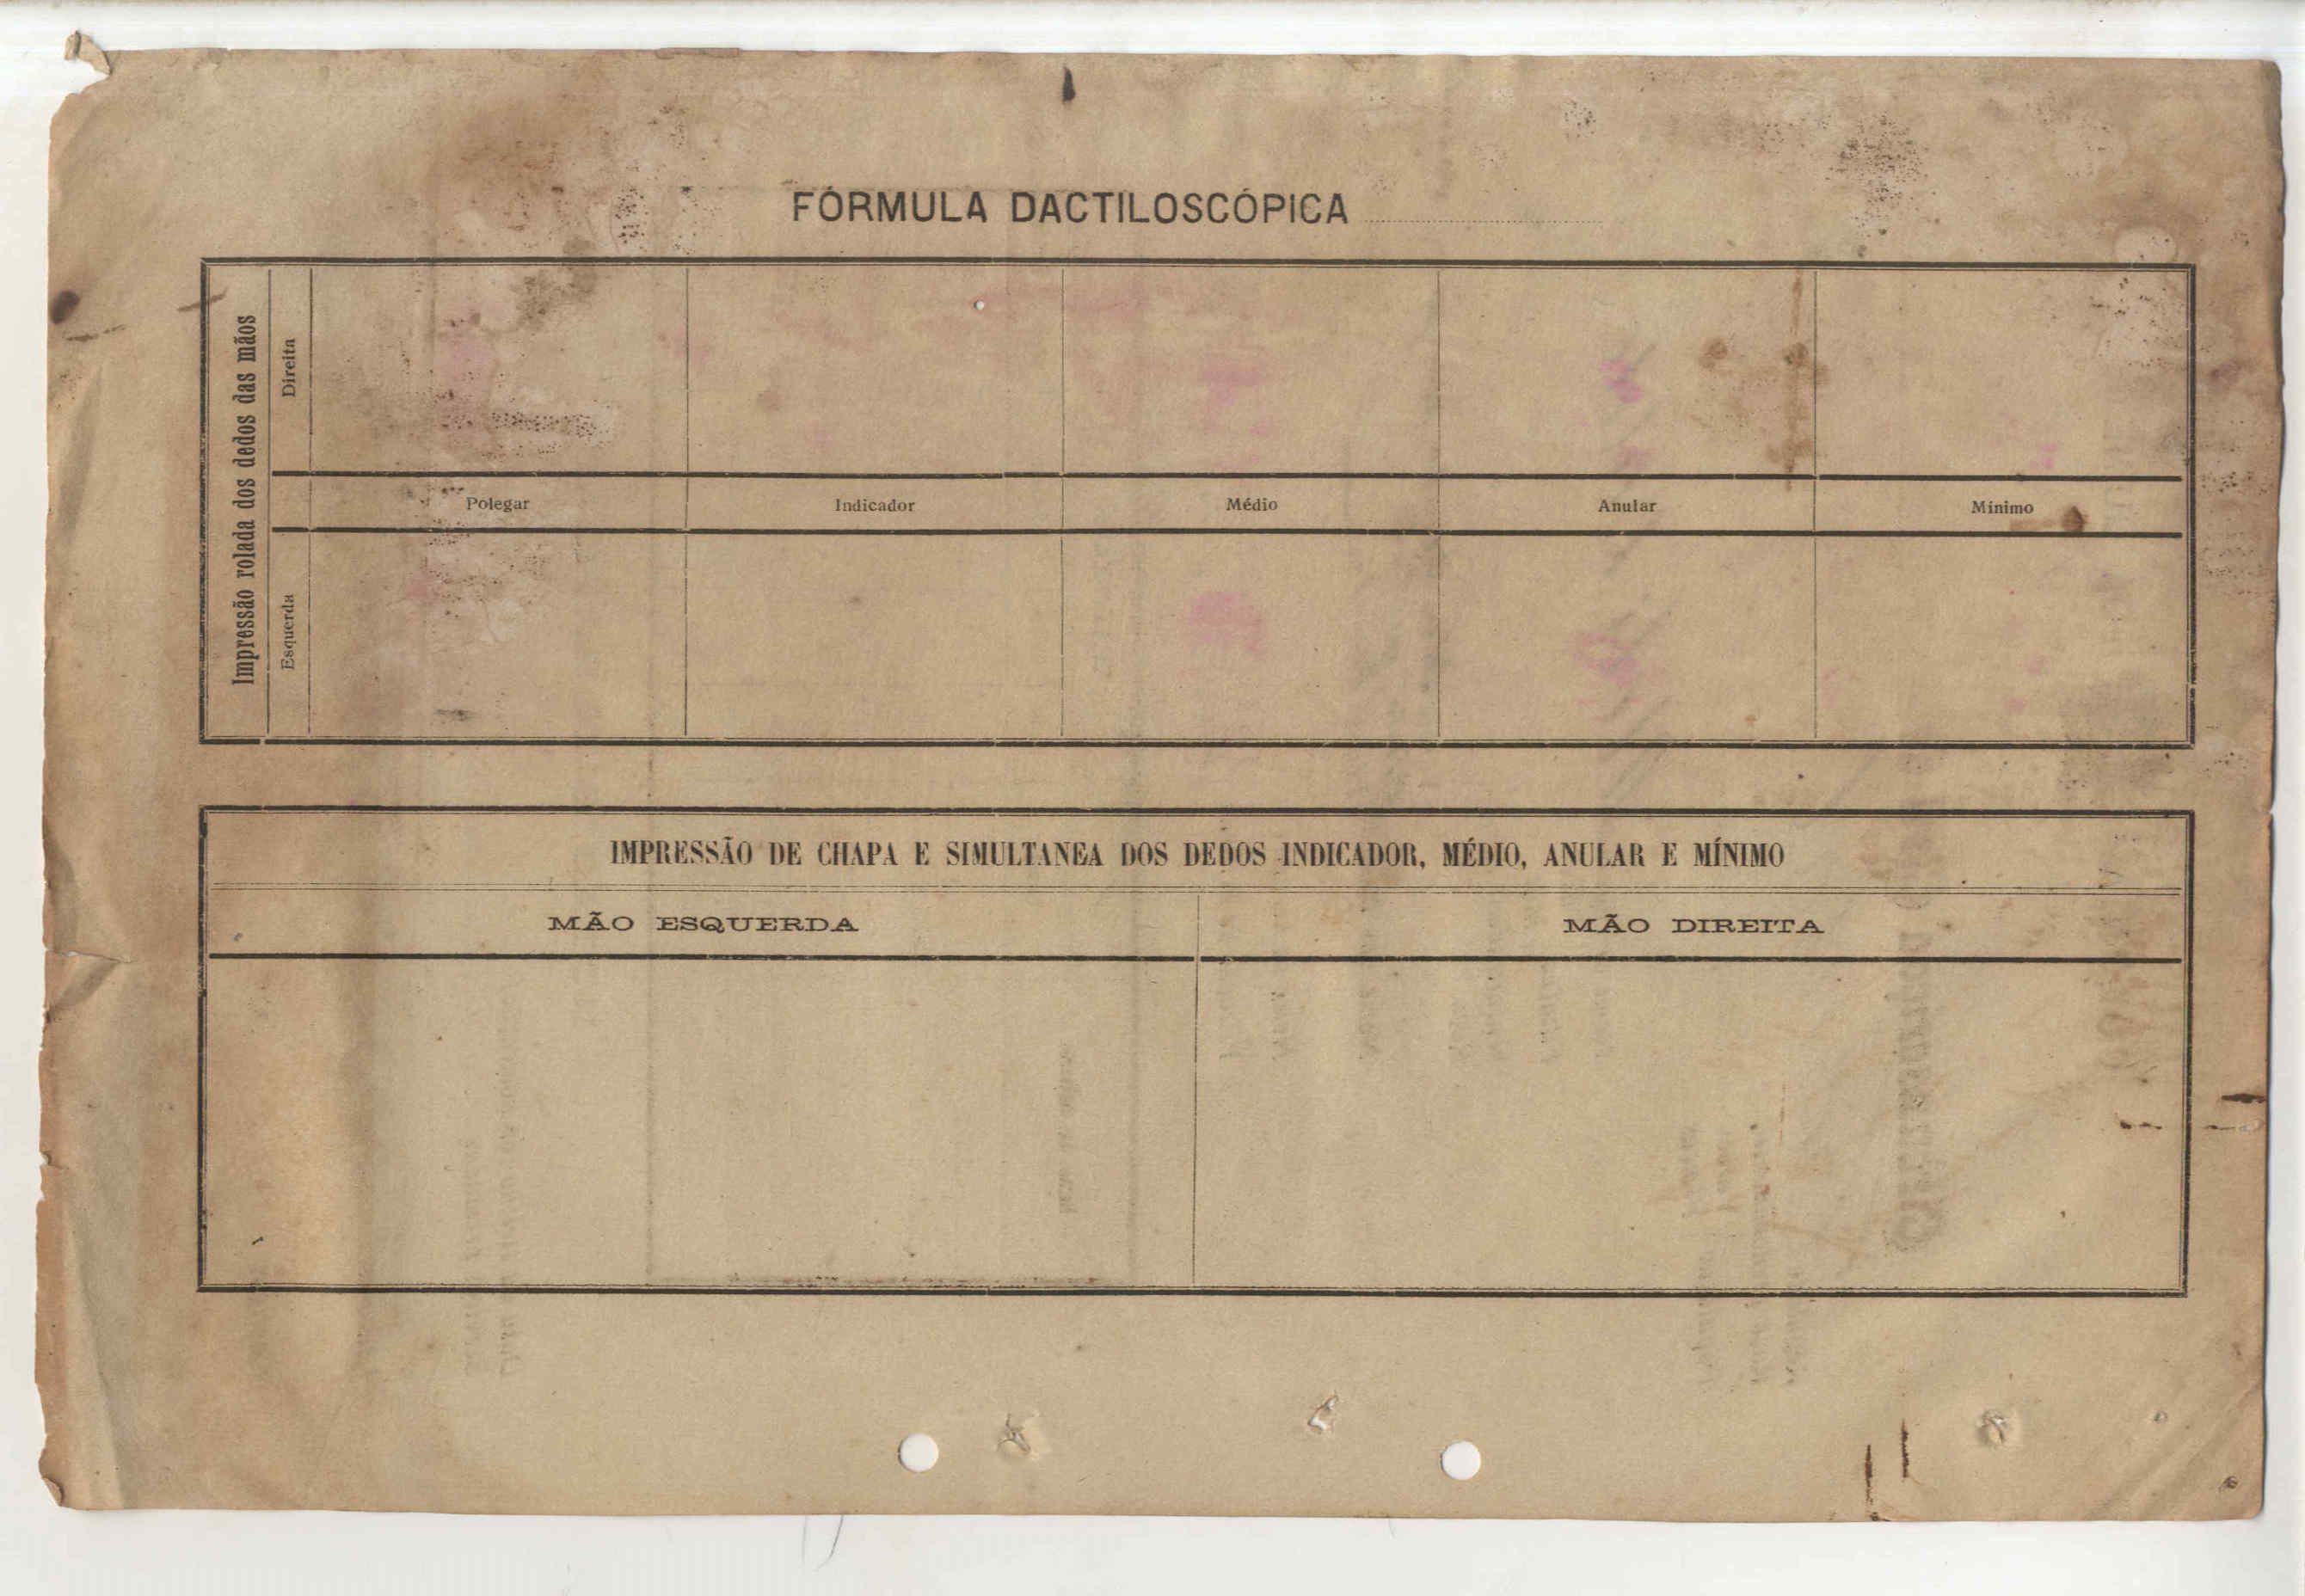 FÓRMULA DACTILOSCÓPICA
Impressão rolada dos dedos das mãos
Direita
Polegar Indicador Médio Anular Mínimo
Esquerda
IMPRESSÃO DE CHAPA E SIMULTANEA DOS DEDOS INDICADOR, MÉDIO, ANULAR E MÍNIMO
MÃO ESQUERDA MÃO DIREITA